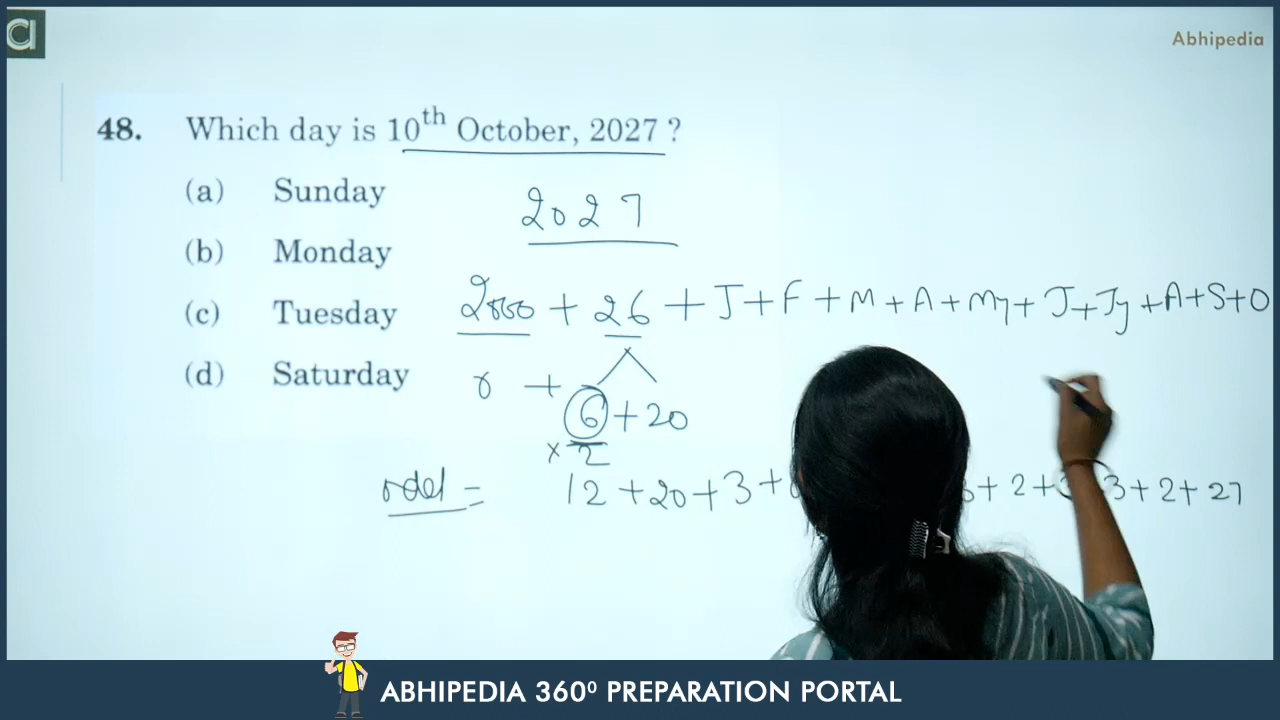 a
Abhipedia
48. Which day is 10th October, 2027 ?
(a) Sunday
(b) Monday
(c) Tuesday
(d) Saturday
2027
2000 + 26 + J + F + M + A + My + J + Jy + A + S + O
0 + 6 + 20
× 2
odd = 12 + 20 + 3 + + 2 + 3 + 2 + 27
ABHIPEDIA 360⁰ PREPARATION PORTAL